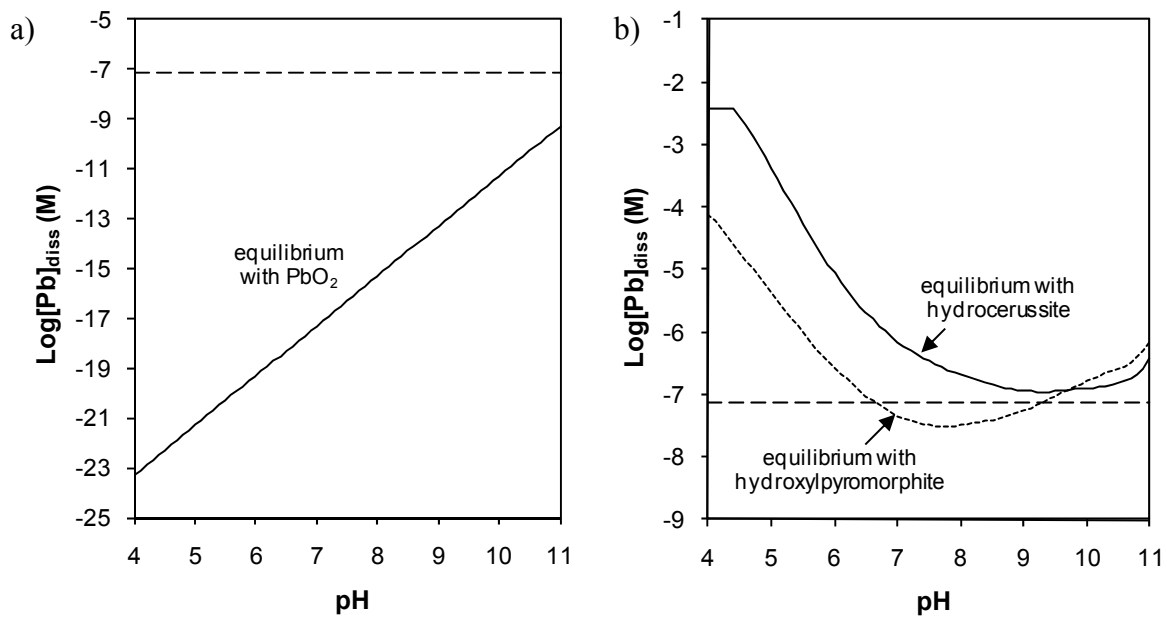 a)
Log[Pb]diss (M)
-5
-7
-9
-11
-13
-15
-17
-19
-21
-23
-25
equilibrium
with PbO2
4 5 6 7 8 9 10 11
pH
b)
Log[Pb]diss (M)
-1
-2
-3
-4
-5
-6
-7
-8
-9
equilibrium with
hydrocerussite
equilibrium with
hydroxylpyromorphite
4 5 6 7 8 9 10 11
pH